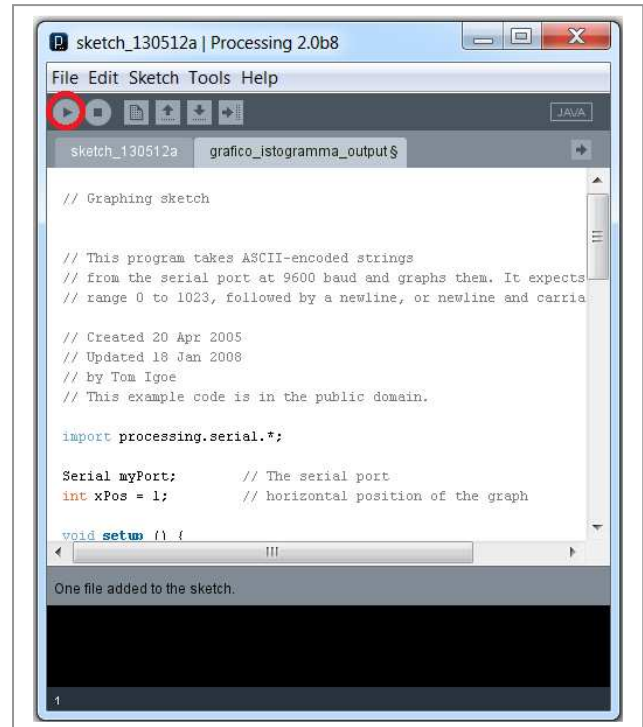 sketch_130512a | Processing 2.0b8
File Edit Sketch Tools Help
JAVA
sketch_130512a grafico_istogramma_output §
// Graphing sketch
// This program takes ASCII-encoded strings
// from the serial port at 9600 baud and graphs them. It expects
// range 0 to 1023, followed by a newline, or newline and carria
// Created 20 Apr 2005
// Updated 18 Jan 2008
// by Tom Igoe
// This example code is in the public domain.
import processing.serial.*;
Serial myPort; // The serial port
int xPos = 1; // horizontal position of the graph
void setup () {
One file added to the sketch.
1